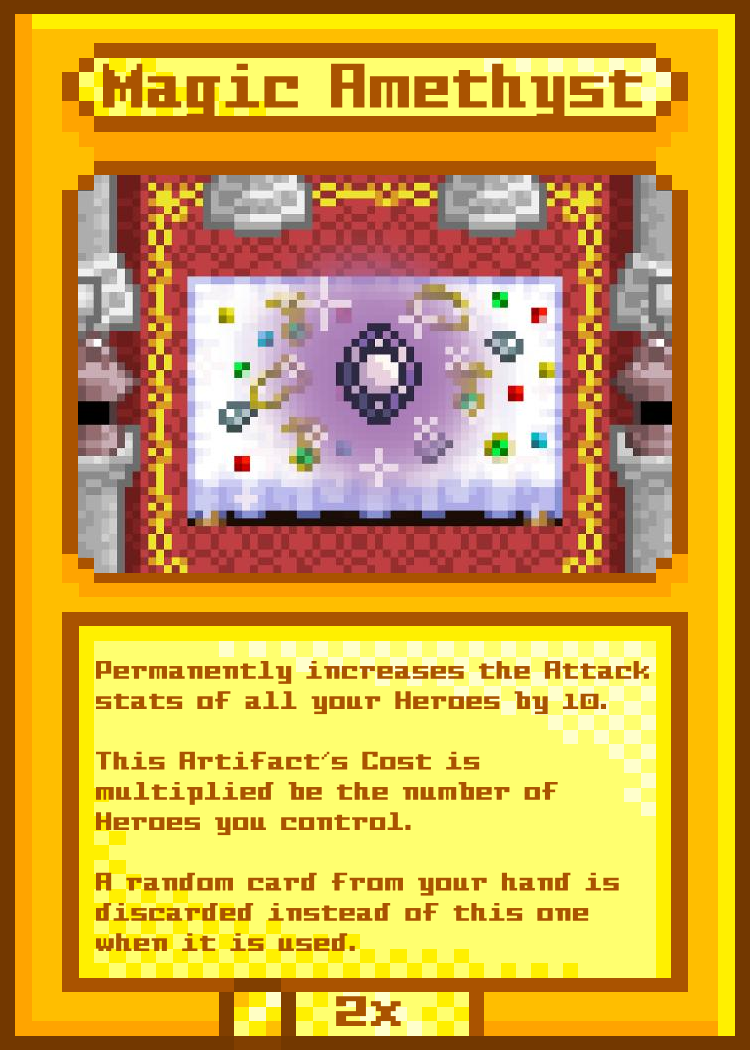 Magic Amethyst
Permanently increases the Attack
stats of all your Heroes by 10.
This Artifact's Cost is
multiplied be the number of
Heroes you control.
A random card from your hand is
discarded instead of this one
when it is used.
2x